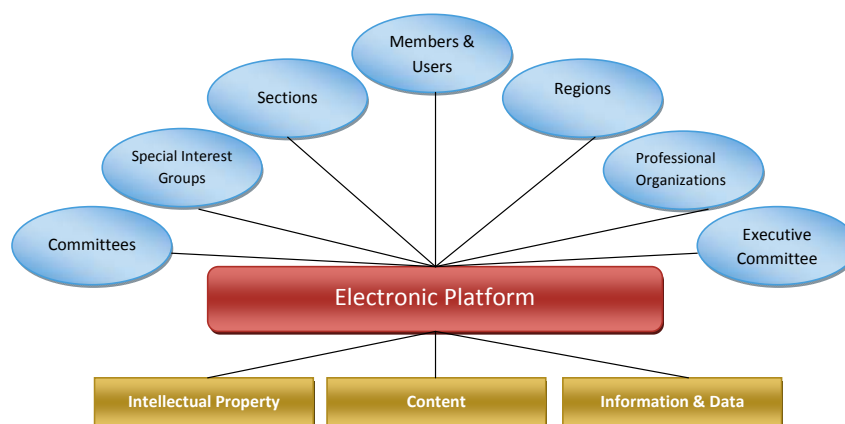 Members &
Users
Sections
Regions
Special Interest
Groups
Professional
Organizations
Committees
Executive
Committee
Electronic Platform
Intellectual Property
Content
Information & Data